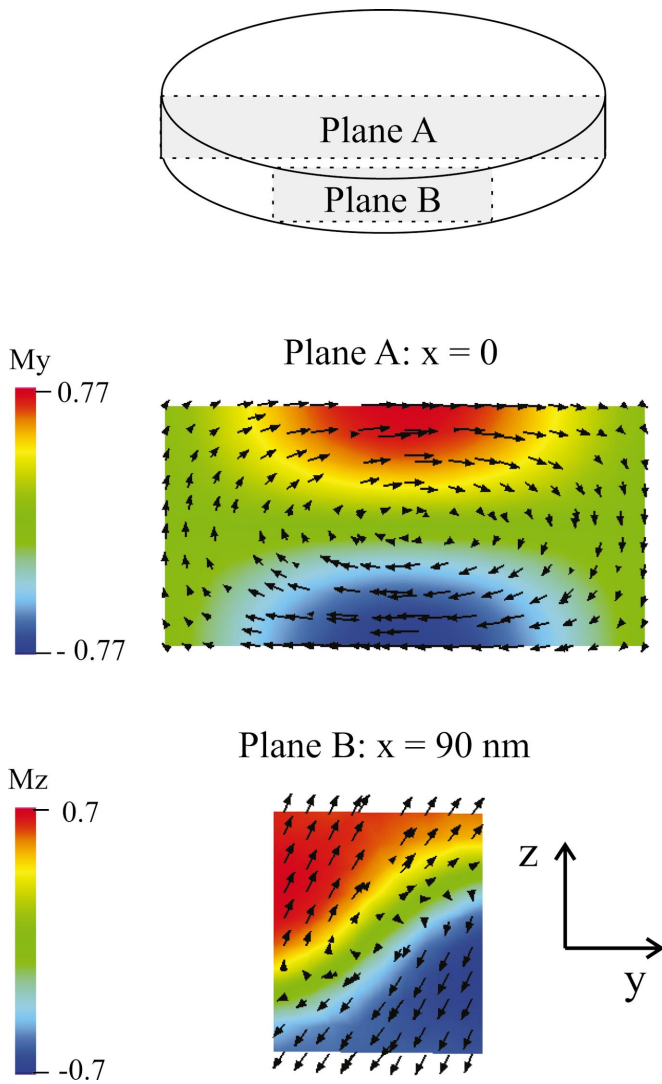 Plane A
Plane B
Plane A: x = 0
My
0.77
- 0.77
Plane B: x = 90 nm
Mz
0.7
-0.7
z
y